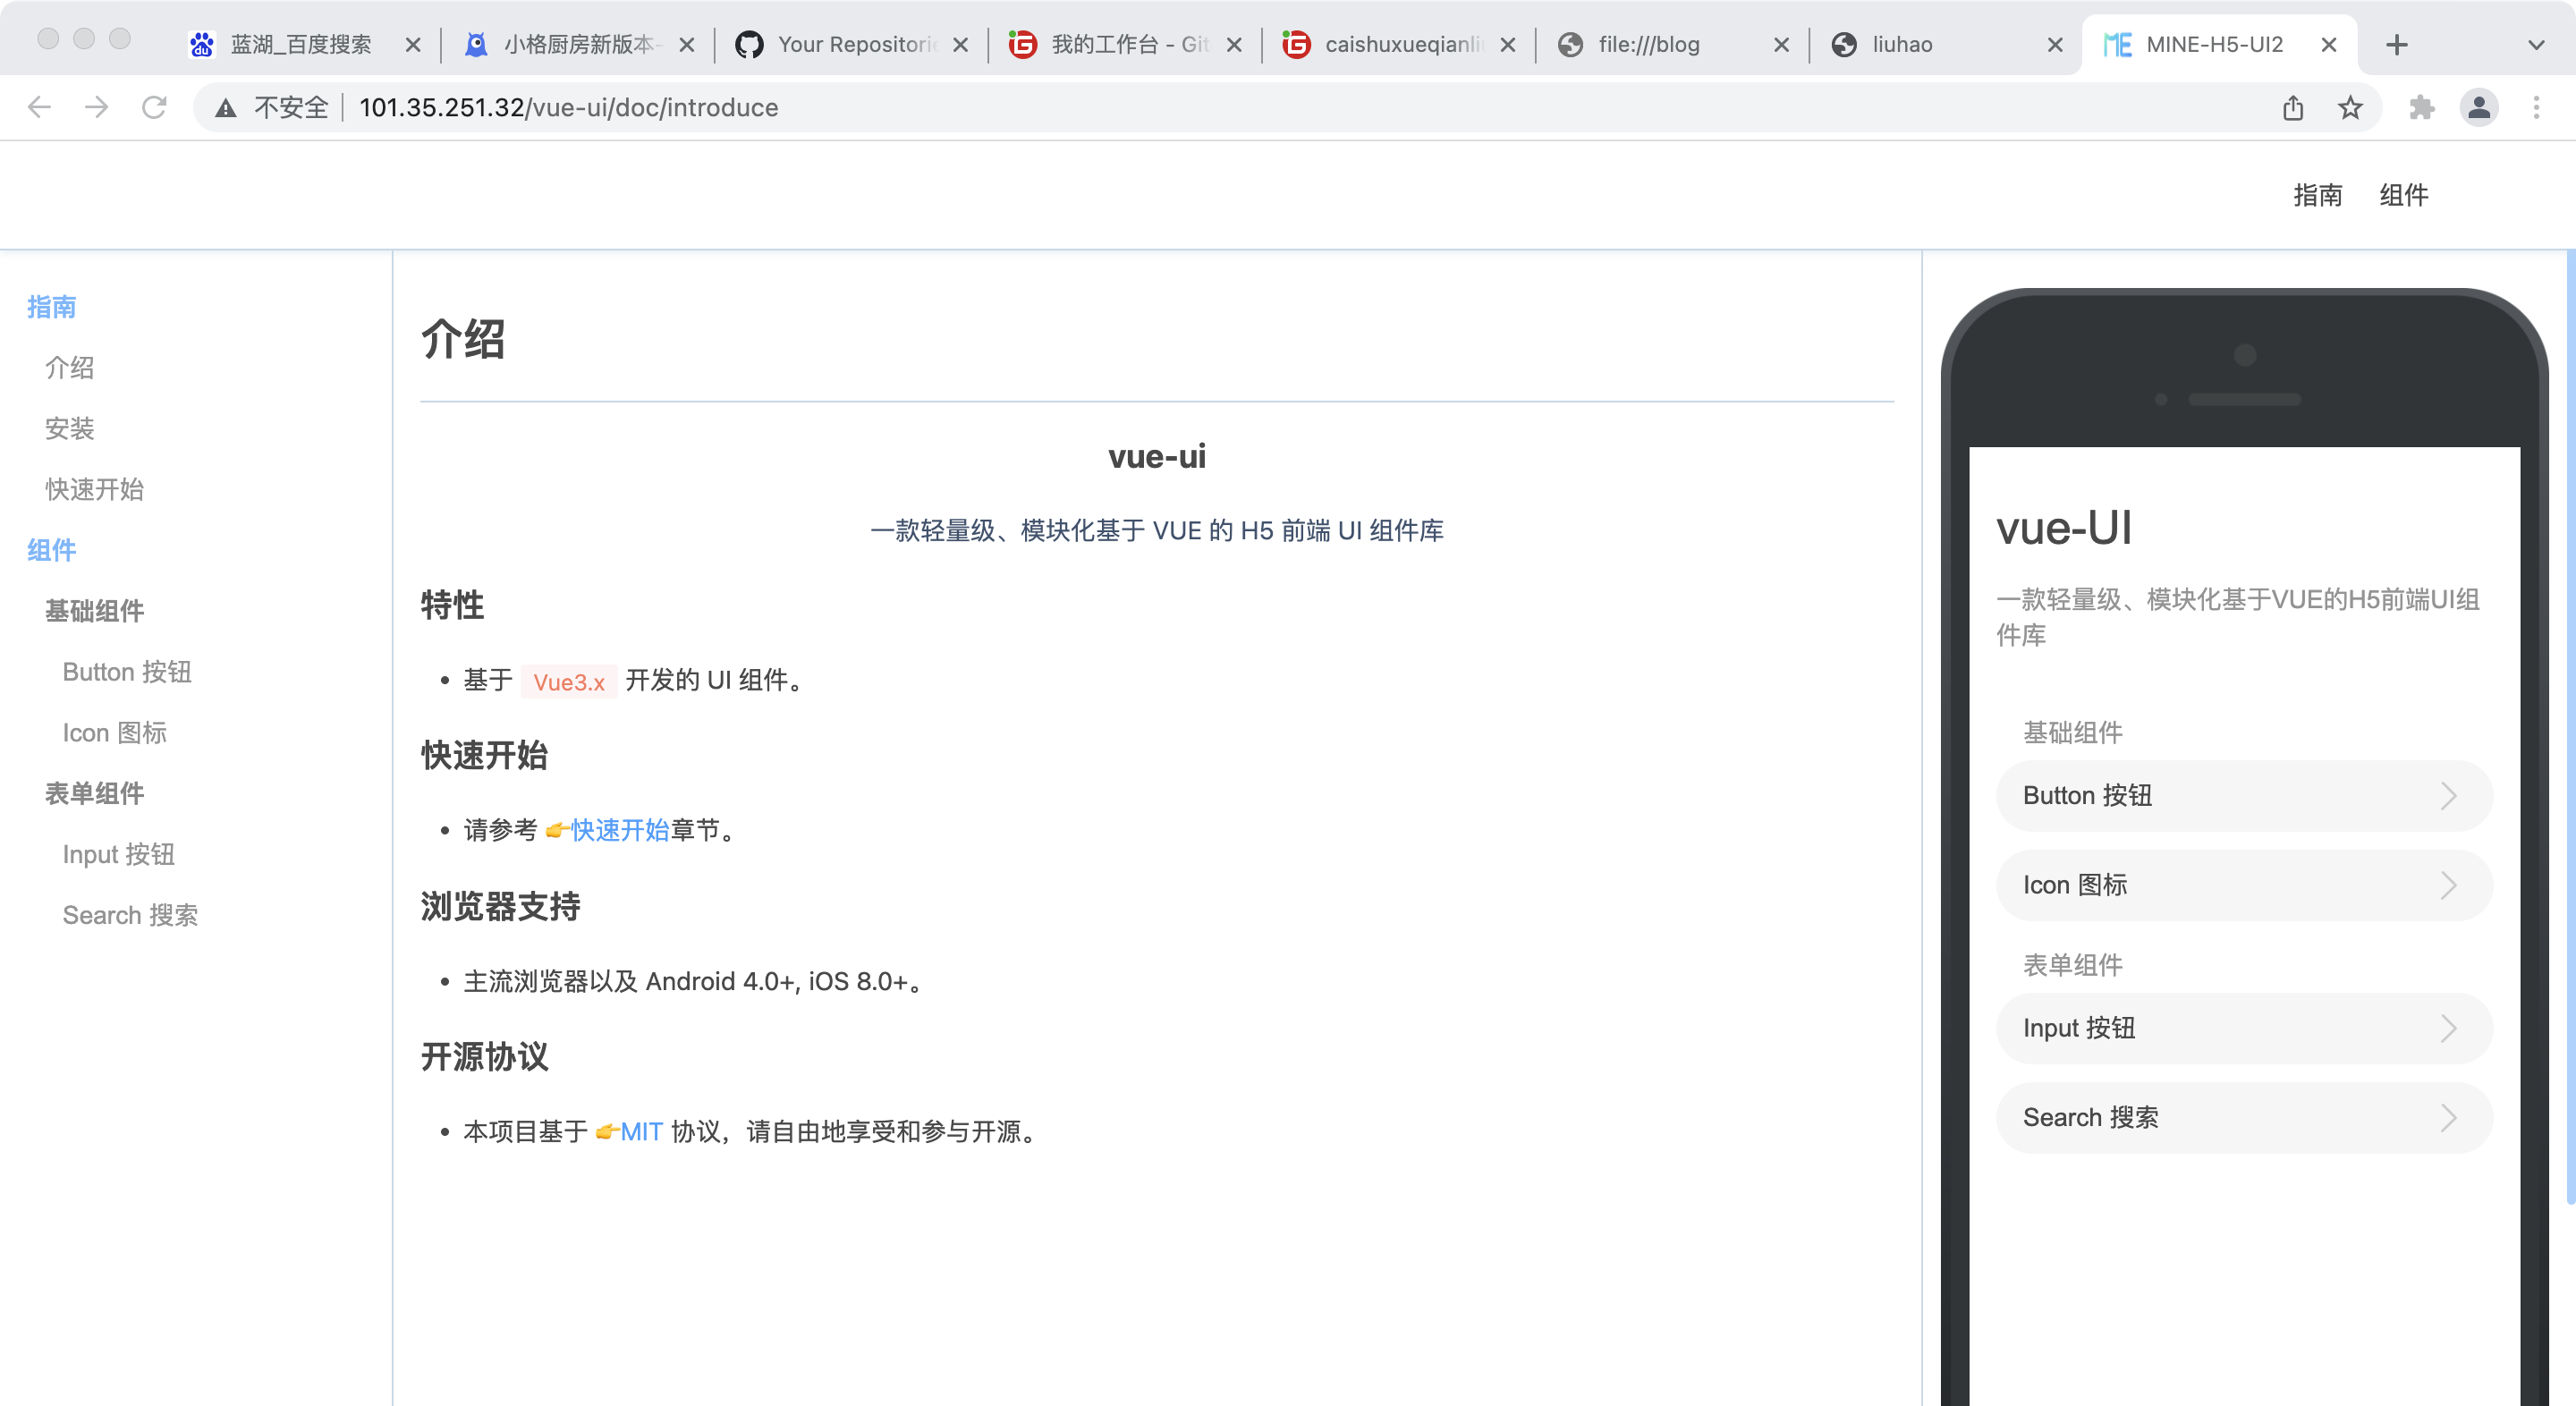 蓝湖_百度搜索
小格厨房新版本-
Your Repositorie
我的工作台 - Git
caishuxueqianliu
file:///blog
liuhao
MINE-H5-UI2
不安全 101.35.251.32/vue-ui/doc/introduce
指南 组件
指南
介绍
安装
快速开始
组件
基础组件
Button 按钮
Icon 图标
表单组件
Input 按钮
Search 搜索
介绍
vue-ui
一款轻量级、模块化基于 VUE 的 H5 前端 UI 组件库
特性
• 基于 Vue3.x 开发的 UI 组件。
快速开始
• 请参考 👉快速开始章节。
浏览器支持
• 主流浏览器以及 Android 4.0+, iOS 8.0+。
开源协议
• 本项目基于 👉MIT 协议，请自由地享受和参与开源。
vue-UI
一款轻量级、模块化基于VUE的H5前端UI组
件库
基础组件
Button 按钮
Icon 图标
表单组件
Input 按钮
Search 搜索